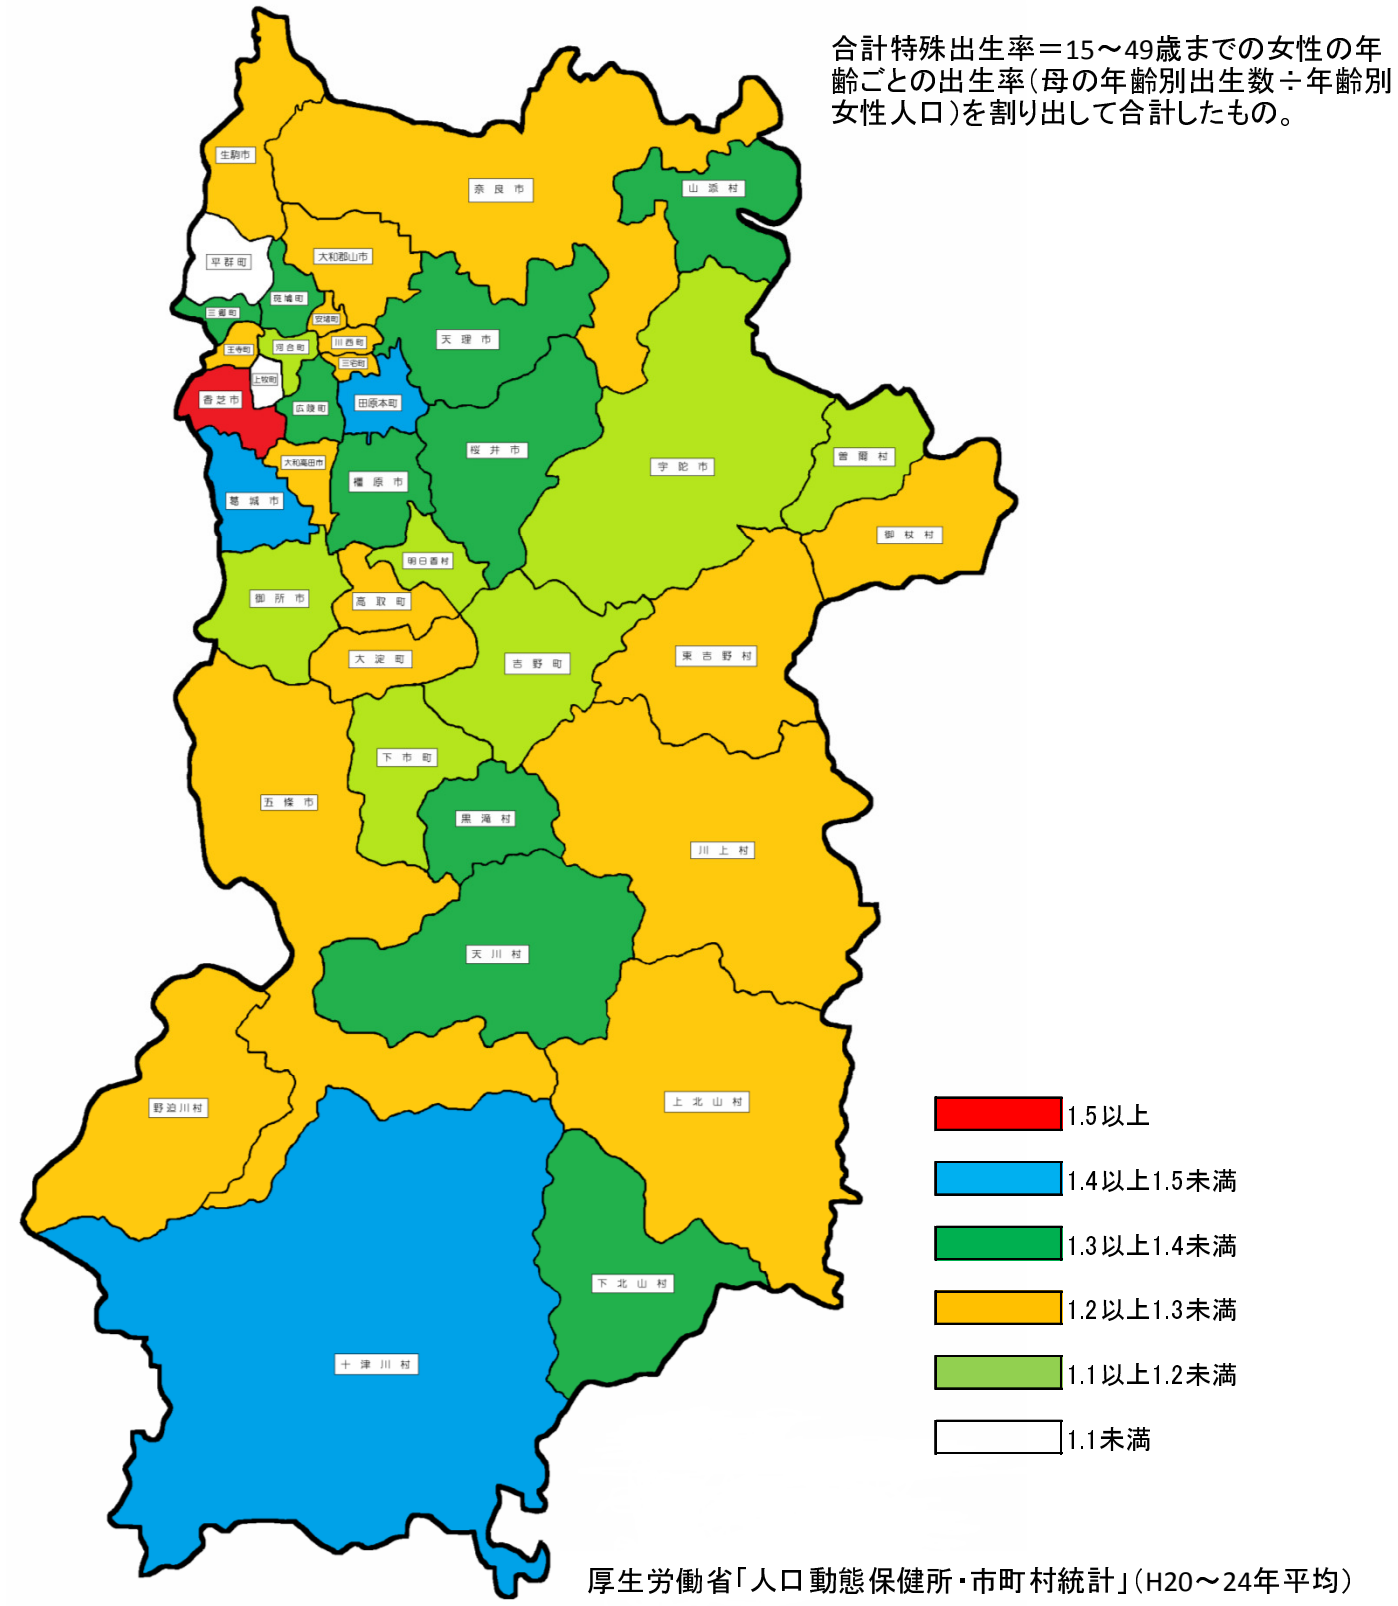 合計特殊出生率＝15～49歳までの女性の年
齢ごとの出生率（母の年齢別出生数÷年齢別
女性人口）を割り出して合計したもの。
生駒市
奈良市
山添村
平群町
大和郡山市
斑鳩町
三郷町
安堵町
天理市
王寺町
河合町
川西町
三宅町
上牧町
香芝市
広陵町
田原本町
桜井市
宇陀市
曽爾村
大和高田市
橿原市
葛城市
御杖村
明日香村
御所市
高取町
大淀町
吉野町
東吉野村
下市町
五條市
黒滝村
川上村
天川村
野迫川村
上北山村
下北山村
十津川村
1.5以上
1.4以上1.5未満
1.3以上1.4未満
1.2以上1.3未満
1.1以上1.2未満
1.1未満
厚生労働省「人口動態保健所・市町村統計」（H20～24年平均）